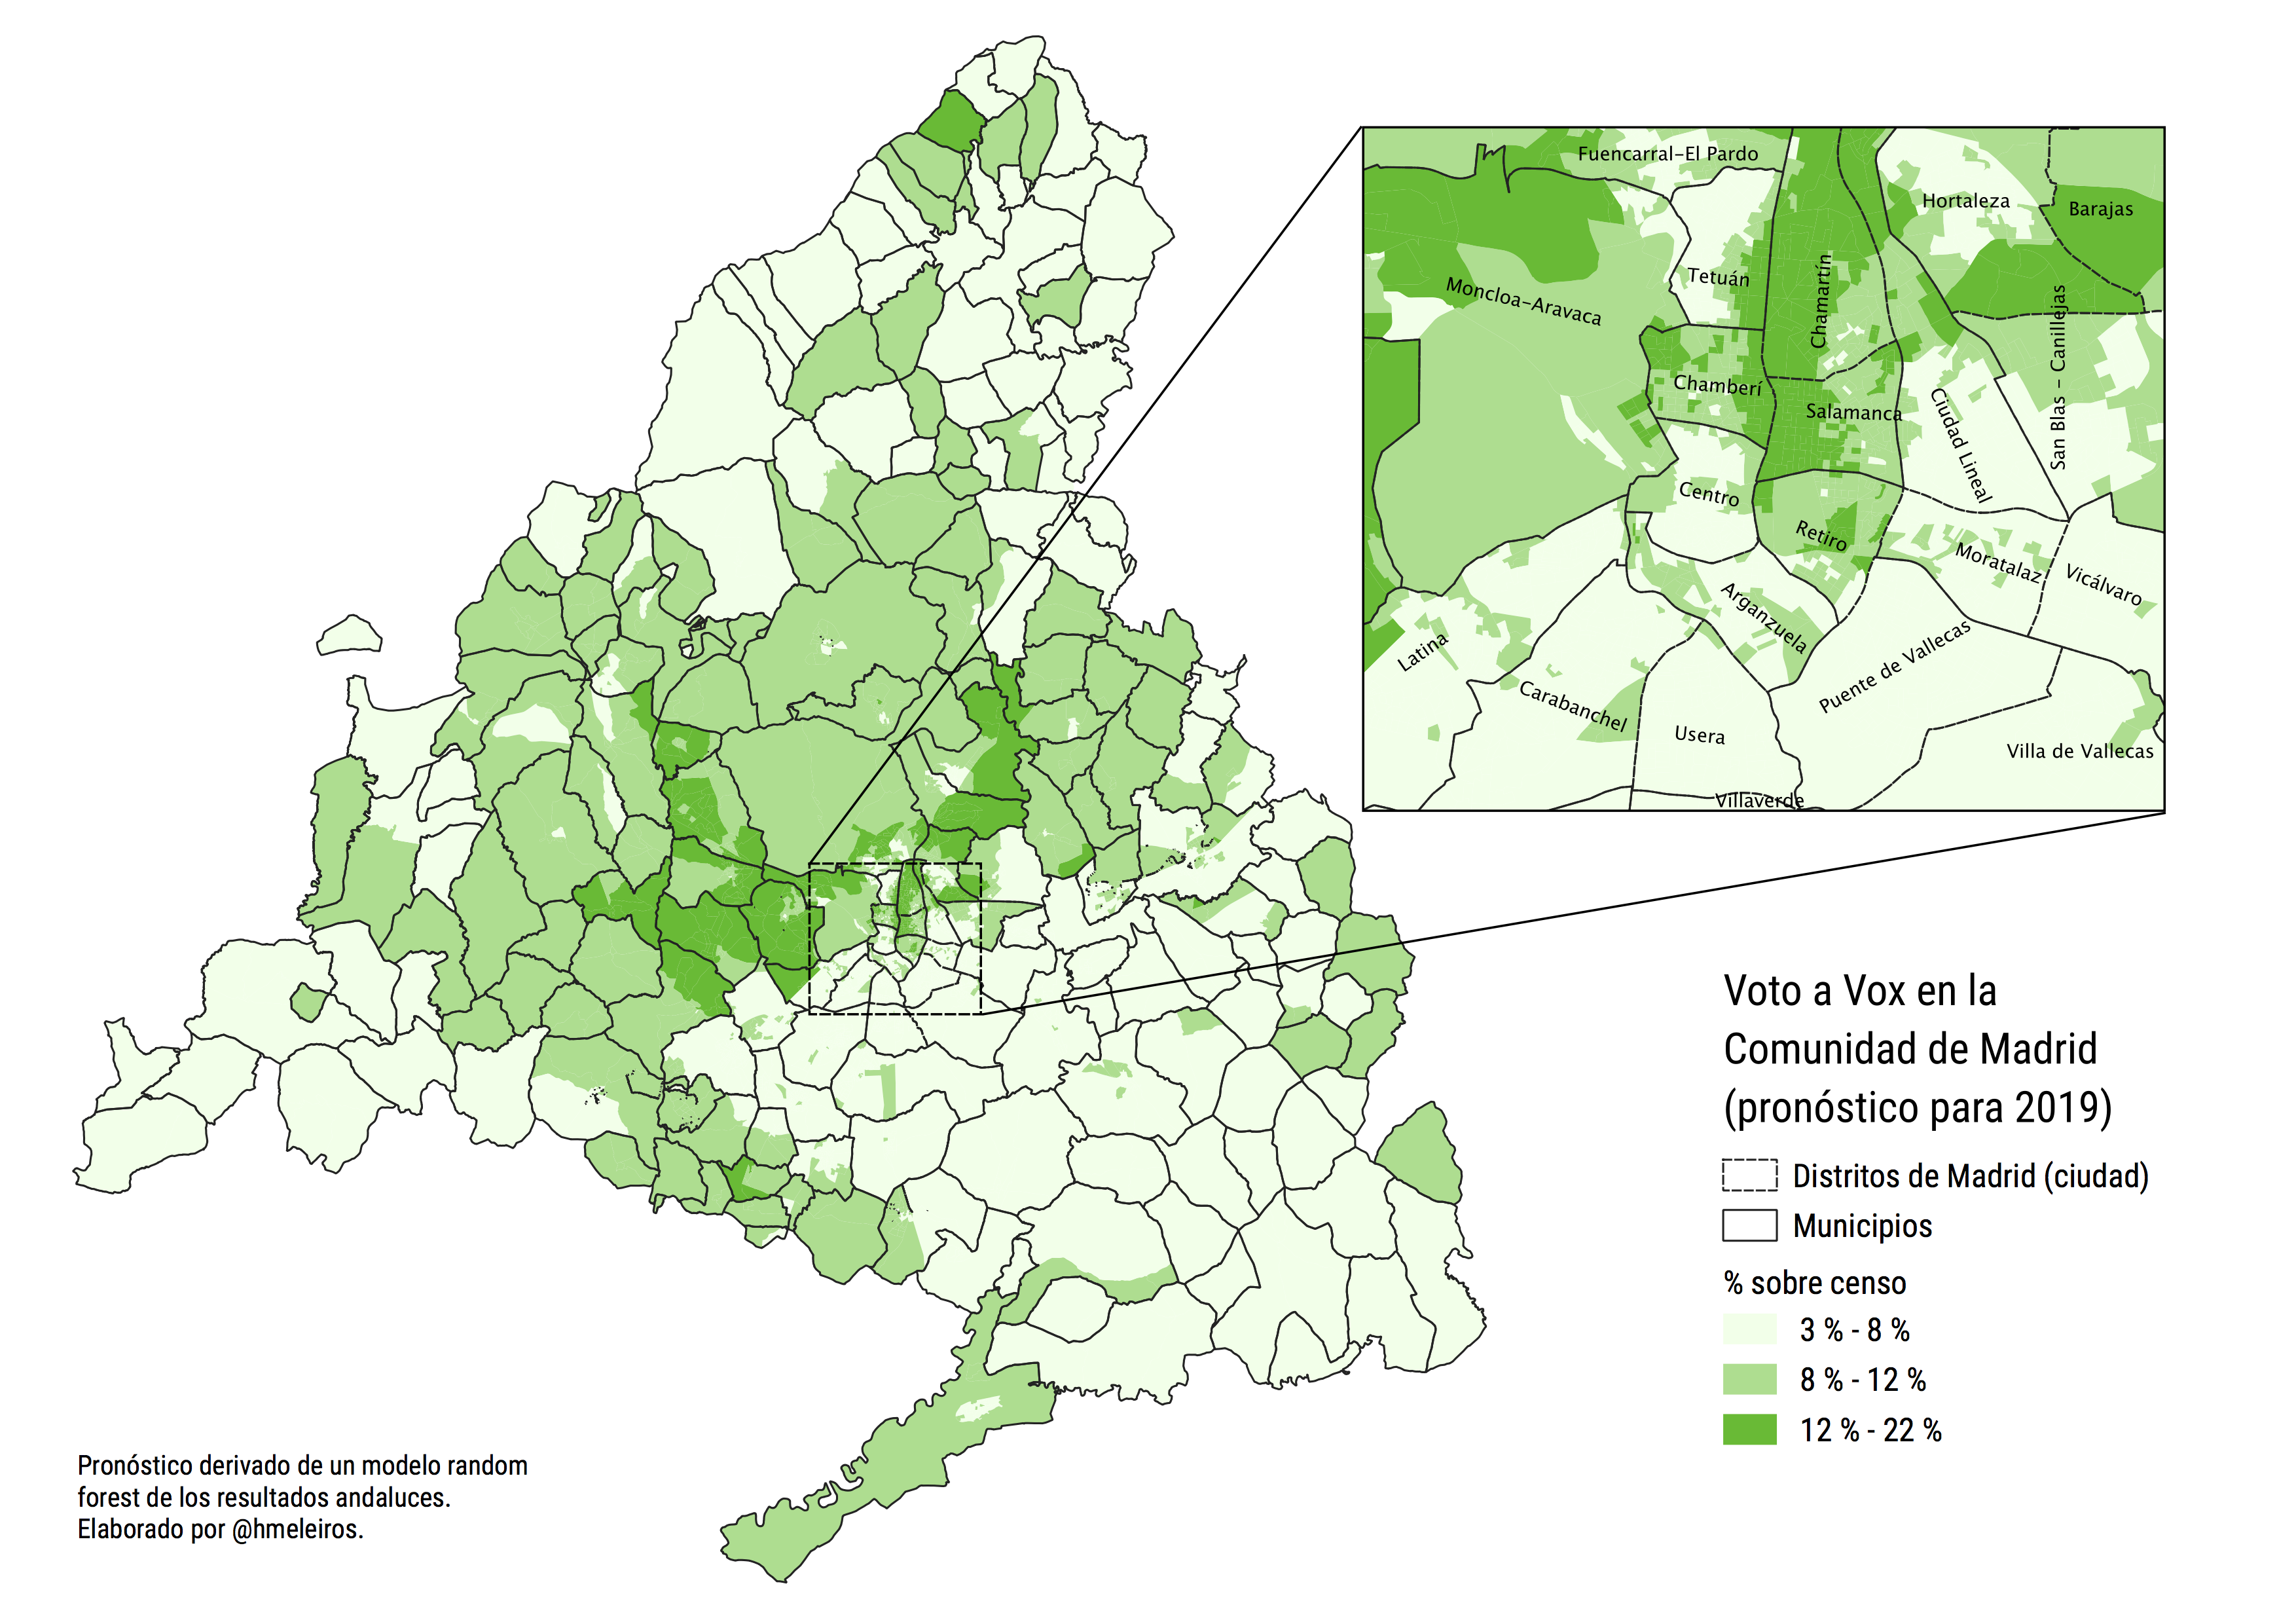 Fuencarral-El Pardo
Hortaleza
Barajas
Tetuán
Moncloa-Aravaca
Chamartín
San Blas - Canillejas
Chamberí
Salamanca
Ciudad Lineal
Centro
Retiro
Moratalaz
Vicálvaro
Arganzuela
Latina
Puente de Vallecas
Carabanchel
Usera
Villa de Vallecas
Villaverde
Voto a Vox en la
Comunidad de Madrid
(pronóstico para 2019)
Distritos de Madrid (ciudad)
Municipios
% sobre censo
3 % - 8 %
8 % - 12 %
12 % - 22 %
Pronóstico derivado de un modelo random
forest de los resultados andaluces.
Elaborado por @hmeleiros.